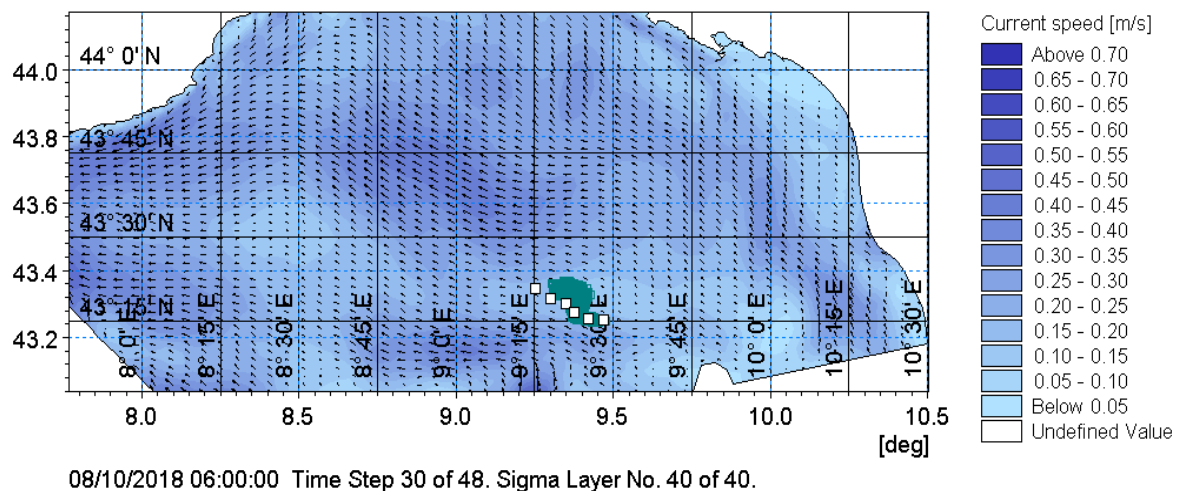 Current speed [m/s]
Above 0.70
0.65 - 0.70
0.60 - 0.65
0.55 - 0.60
0.50 - 0.55
0.45 - 0.50
0.40 - 0.45
0.35 - 0.40
0.30 - 0.35
0.25 - 0.30
0.20 - 0.25
0.15 - 0.20
0.10 - 0.15
0.05 - 0.10
Below 0.05
Undefined Value
44.0
43.8
43.6
43.4
43.2
44° 0' N
43° 45' N
43° 30' N
43° 15' N
8° 0' E
8° 15' E
8° 30' E
8° 45' E
9° 0' E
9° 15' E
9° 30' E
9° 45' E
10° 0' E
10° 15' E
10° 30' E
8.0 8.5 9.0 9.5 10.0 10.5
[deg]
08/10/2018 06:00:00 Time Step 30 of 48. Sigma Layer No. 40 of 40.